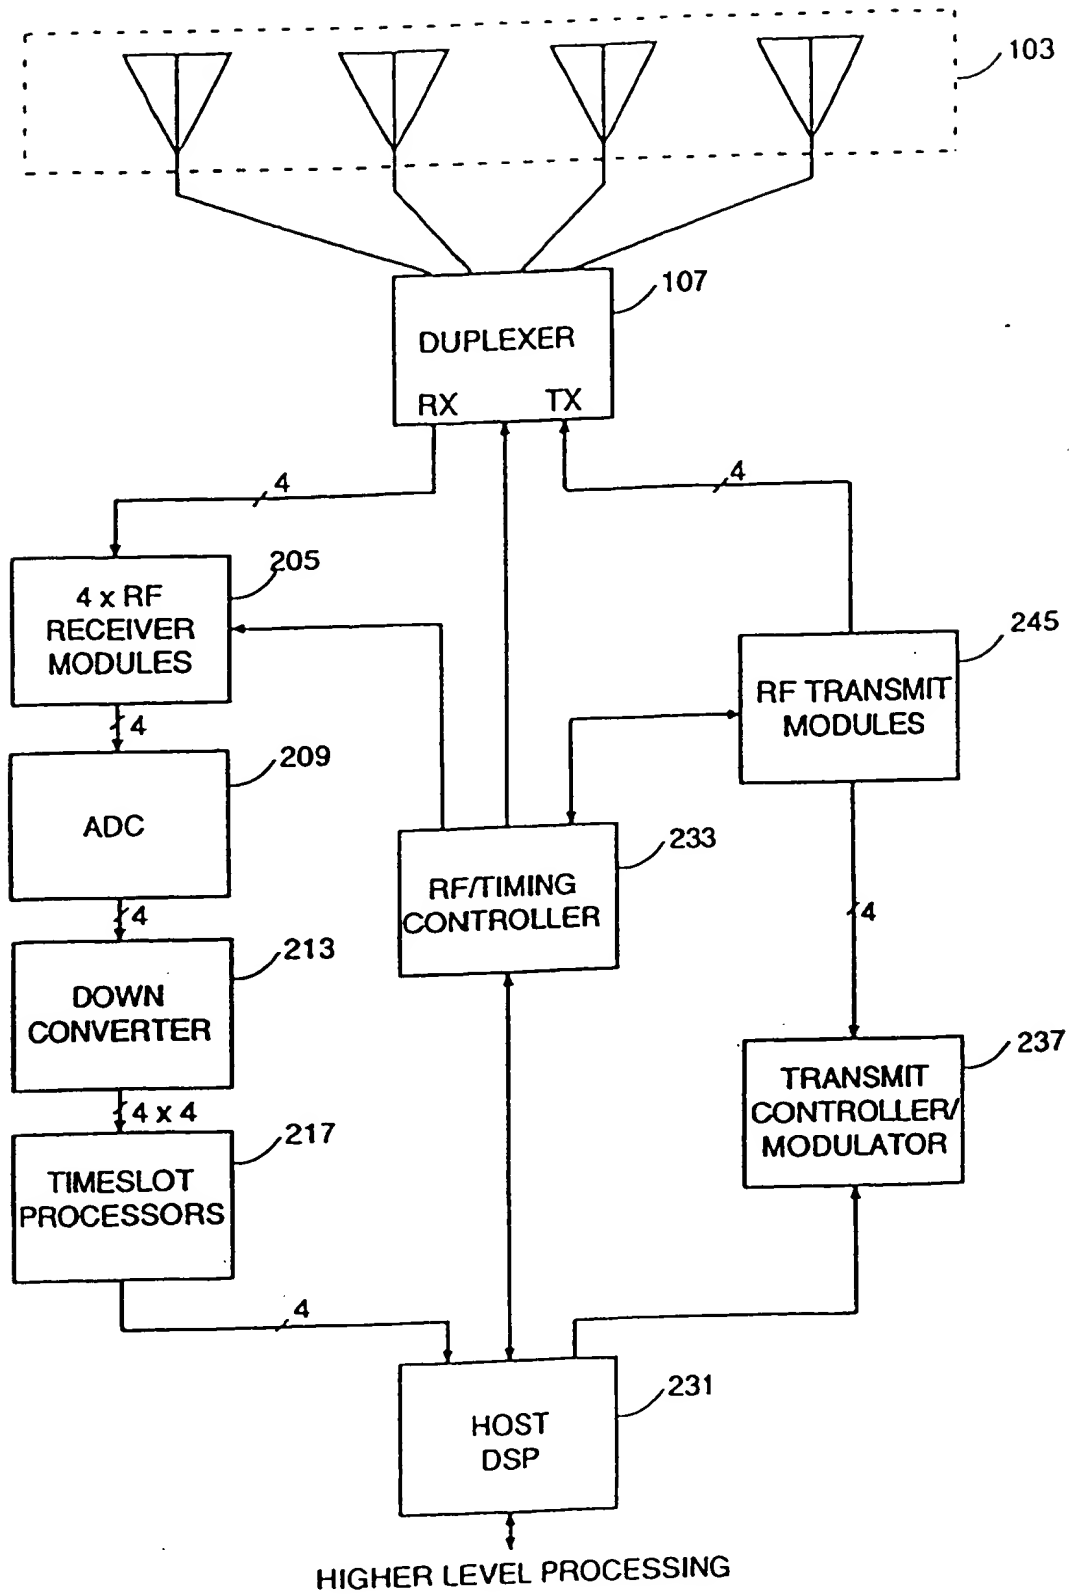 103
107
DUPLEXER
RX
TX
4
4
205
4 x RF
RECEIVER
MODULES
245
RF TRANSMIT
MODULES
4
209
ADC
233
RF/TIMING
CONTROLLER
4
4
213
DOWN
CONVERTER
237
TRANSMIT
CONTROLLER/
MODULATOR
4 x 4
217
TIMESLOT
PROCESSORS
4
231
HOST
DSP
HIGHER LEVEL PROCESSING